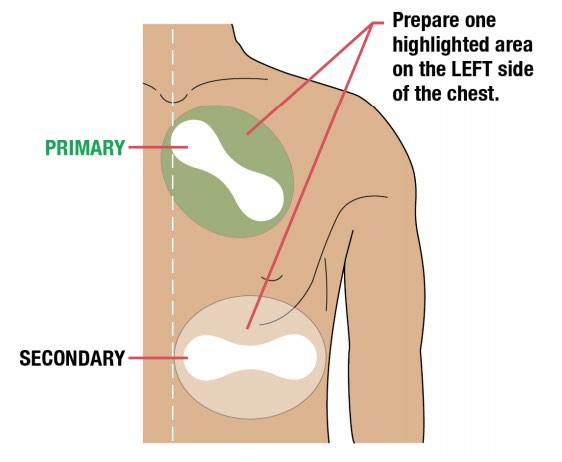 Prepare one
highlighted area
on the LEFT side
of the chest.
PRIMARY
SECONDARY